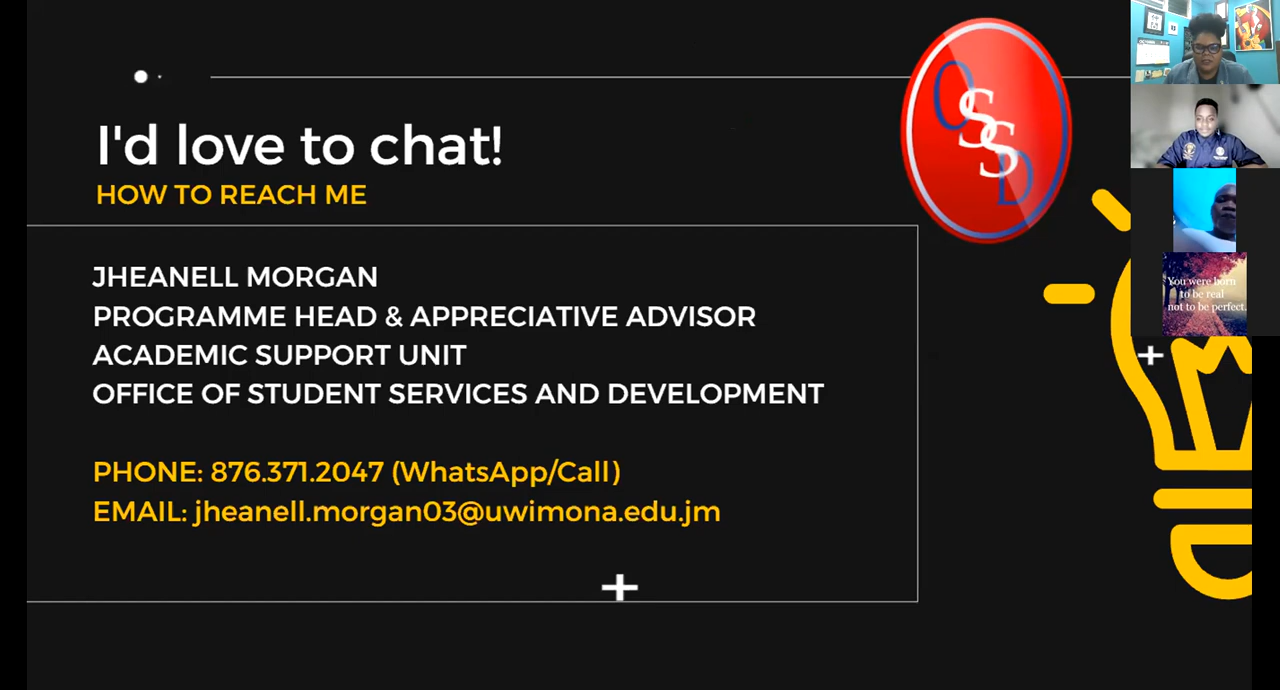 I'd love to chat!
HOW TO REACH ME
JHEANELL MORGAN
PROGRAMME HEAD & APPRECIATIVE ADVISOR
ACADEMIC SUPPORT UNIT
OFFICE OF STUDENT SERVICES AND DEVELOPMENT
PHONE: 876.371.2047 (WhatsApp/Call)
EMAIL: jheanell.morgan03@uwimona.edu.jm
OSSD
You were born
to be real
not to be perfect.